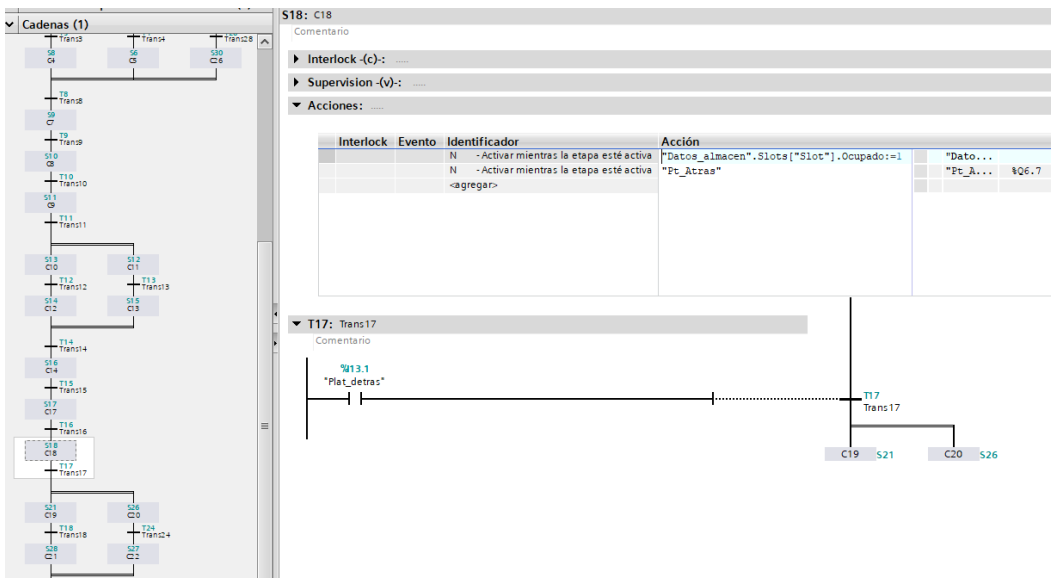 Cadenas (1)
Trans3
Trans4
Trans28
S8
C4
S6
C5
S30
C26
T8
Trans8
S9
C7
T9
Trans9
S10
C8
T10
Trans10
S11
C9
T11
Trans11
S13
C10
S12
C11
T12
Trans12
T13
Trans13
S14
C12
S15
C13
T14
Trans14
S16
C14
T15
Trans15
S17
C17
T16
Trans16
S18
C18
T17
Trans17
S21
C19
S26
C20
T18
Trans18
T24
Trans24
S28
C21
S27
C22
S18: C18
Comentario
Interlock -(c)-: .....
Supervision -(v)-: .....
Acciones: .....
Interlock Evento Identificador Acción
N - Activar mientras la etapa esté activa "Datos_almacen".Slots["Slot"].Ocupado:=1 "Dato...
N - Activar mientras la etapa esté activa "Pt_Atras" "Pt_A... %Q6.7
<agregar>
T17: Trans17
Comentario
%I13.1
"Plat_detras"
T17
Trans17
C19 S21 C20 S26